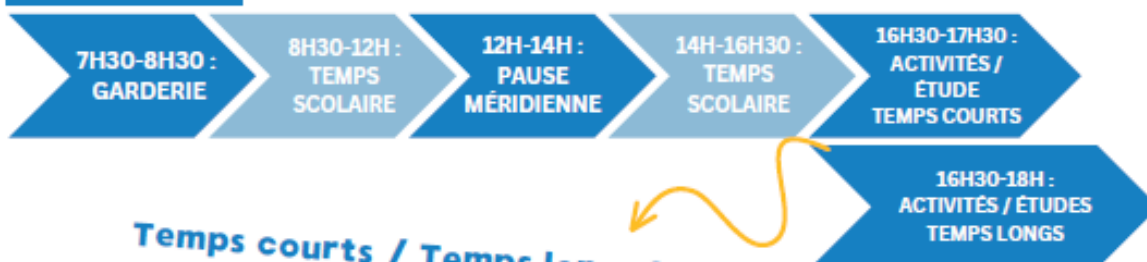 7H30-8H30 :
GARDERIE
8H30-12H :
TEMPS
SCOLAIRE
12H-14H :
PAUSE
MÉRIDIENNE
14H-16H30 :
TEMPS
SCOLAIRE
16H30-17H30 :
ACTIVITÉS /
ÉTUDE
TEMPS COURTS
16H30-18H :
ACTIVITÉS / ÉTUDES
TEMPS LONGS
Temps courts / Temps